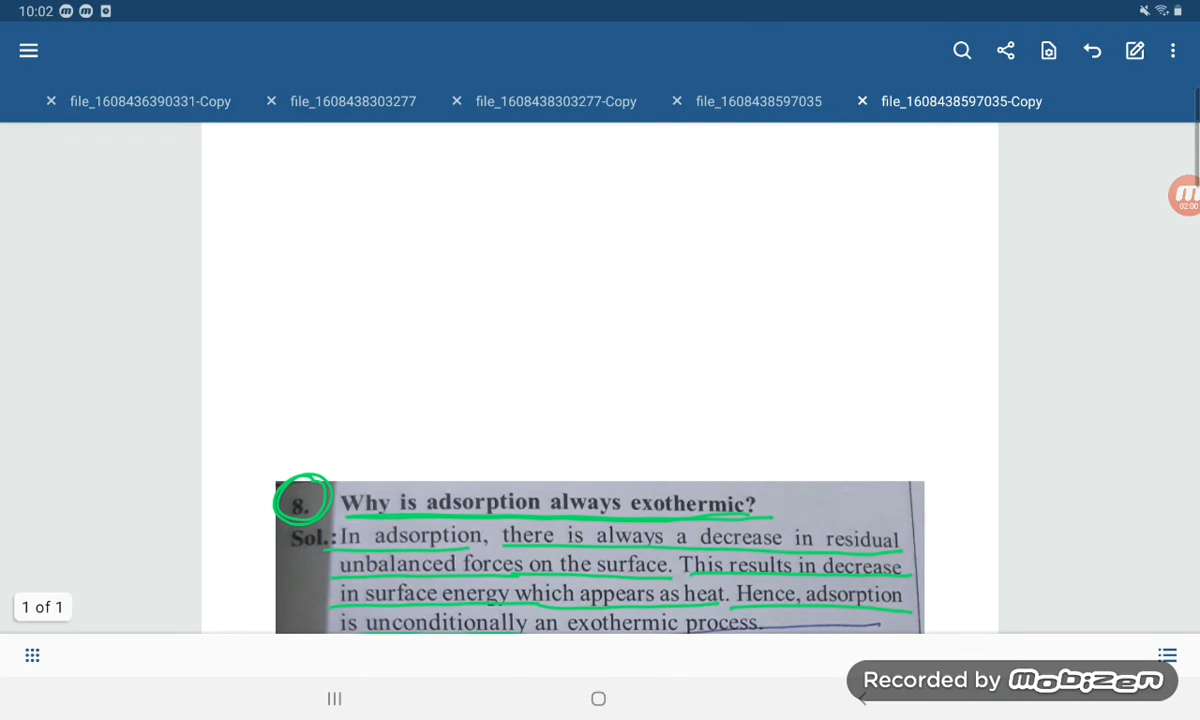 10:02
file_1608436390331-Copy
file_1608438303277
file_1608438303277-Copy
file_1608438597035
file_1608438597035-Copy
02:00
8. Why is adsorption always exothermic?
Sol.: In adsorption, there is always a decrease in residual
unbalanced forces on the surface. This results in decrease
in surface energy which appears as heat. Hence, adsorption
is unconditionally an exothermic process.
1 of 1
Recorded by mobizen